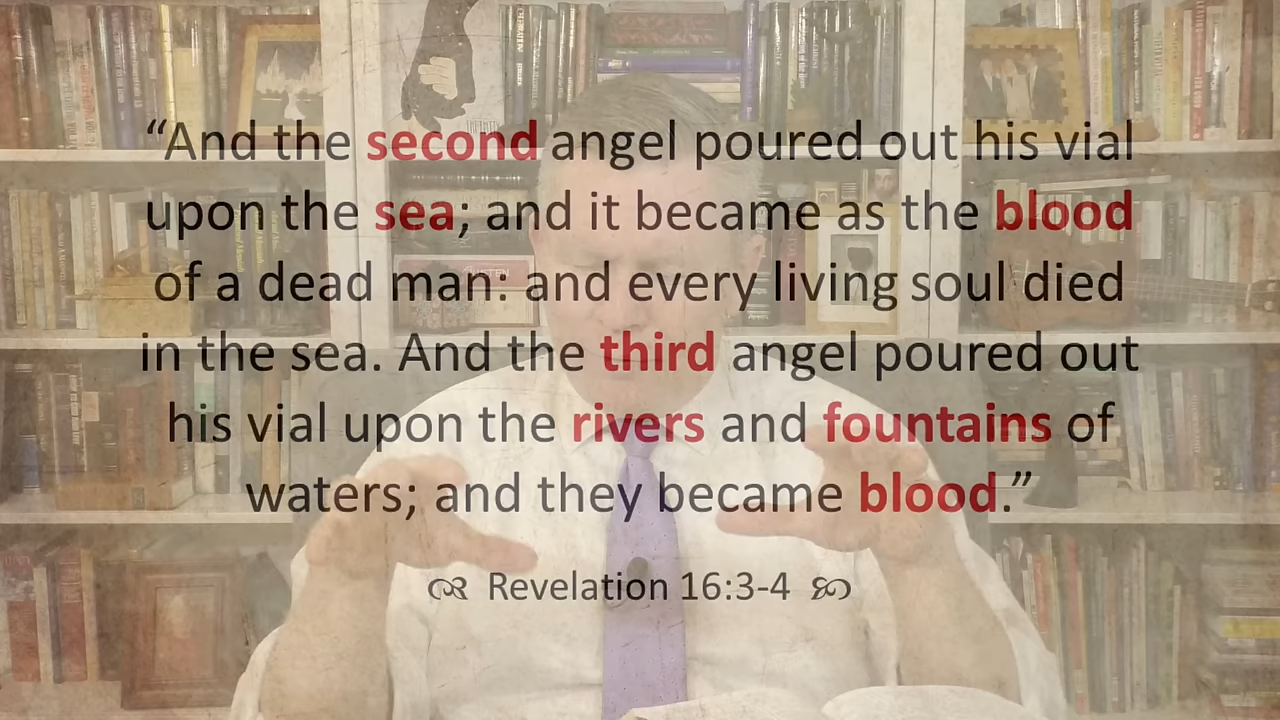 “And the second angel poured out his vial
upon the sea; and it became as the blood
of a dead man: and every living soul died
in the sea. And the third angel poured out
his vial upon the rivers and fountains of
waters; and they became blood.”
Revelation 16:3-4